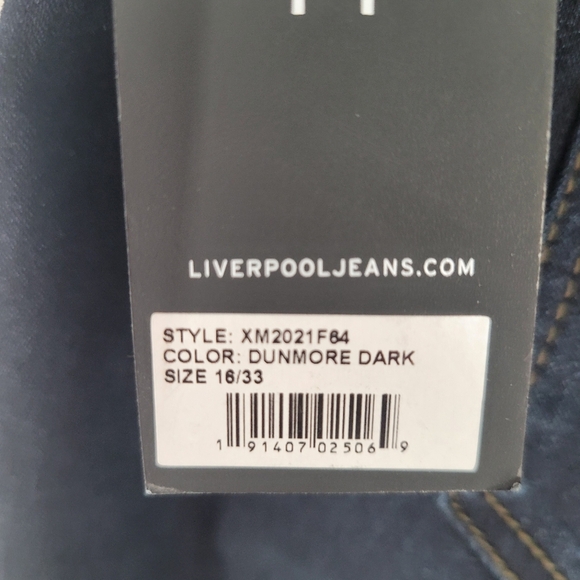 LIVERPOOLJEANS.COM
STYLE: XM2021F64
COLOR: DUNMORE DARK
SIZE 16/33
1 91407 02506 9